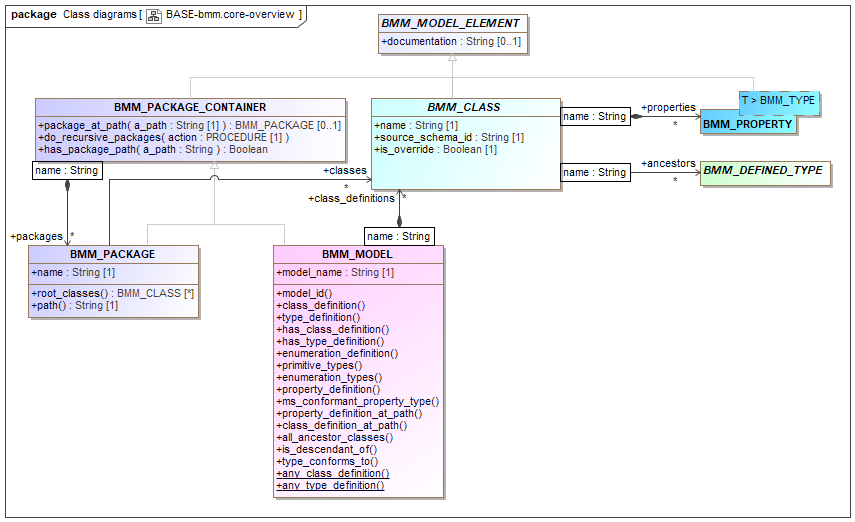 package Class diagrams [ BASE-bmm.core-overview ]
BMM_MODEL_ELEMENT
+documentation : String [0..1]
BMM_PACKAGE_CONTAINER
+package_at_path( a_path : String [1] ) : BMM_PACKAGE [0..1]
+do_recursive_packages( action : PROCEDURE [1] )
+has_package_path( a_path : String ) : Boolean
name : String
BMM_CLASS
+name : String [1]
+source_schema_id : String [1]
+is_override : Boolean [1]
name : String
+properties
*
T > BMM_TYPE
BMM_PROPERTY
name : String
+ancestors
*
BMM_DEFINED_TYPE
+classes
*
+class_definitions
*
name : String
+packages
*
BMM_PACKAGE
+name : String [1]
+root_classes() : BMM_CLASS [*]
+path() : String [1]
BMM_MODEL
+model_name : String [1]
+model_id()
+class_definition()
+type_definition()
+has_class_definition()
+has_type_definition()
+enumeration_definition()
+primitive_types()
+enumeration_types()
+property_definition()
+ms_conformant_property_type()
+property_definition_at_path()
+class_definition_at_path()
+all_ancestor_classes()
+is_descendant_of()
+type_conforms_to()
+any_class_definition()
+any_type_definition()